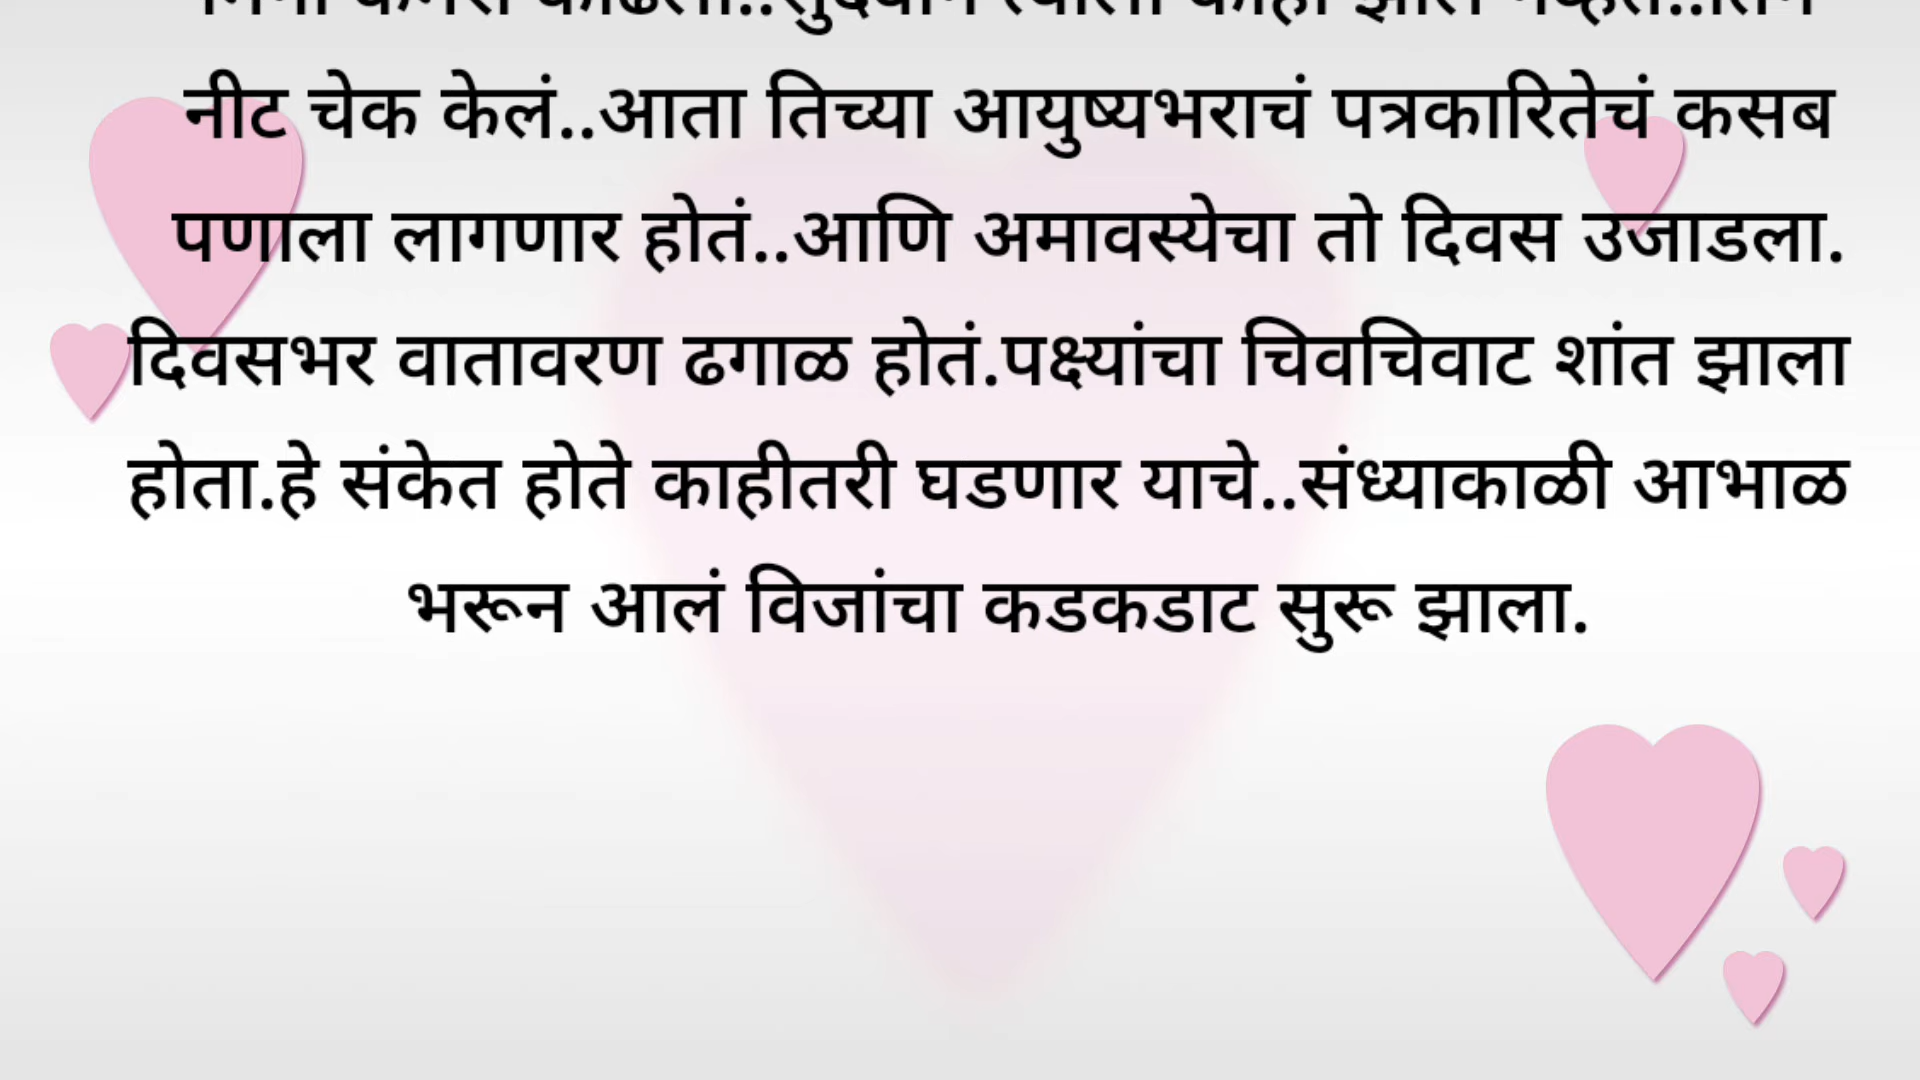 काही
नीट चेक केलं..आता तिच्या आयुष्यभराचं पत्रकारितेचं कसब
पणाला लागणार होतं..आणि अमावस्येचा तो दिवस उजाडला.
दिवसभर वातावरण ढगाळ होतं.पक्ष्यांचा चिवचिवाट शांत झाला
होता.हे संकेत होते काहीतरी घडणार याचे..संध्याकाळी आभाळ
भरून आलं विजांचा कडकडाट सुरू झाला.